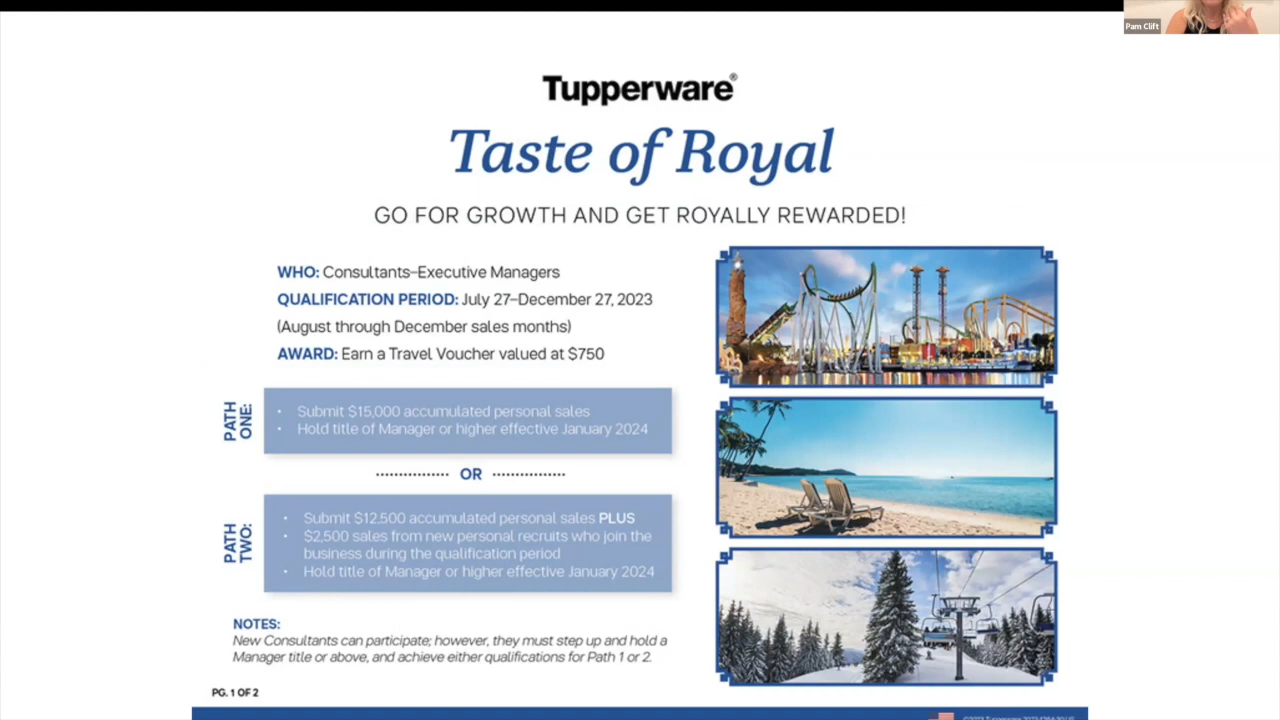 Pam Clift
Tupperware®
Taste of Royal
GO FOR GROWTH AND GET ROYALLY REWARDED!
WHO: Consultants–Executive Managers
QUALIFICATION PERIOD: July 27–December 27, 2023
(August through December sales months)
AWARD: Earn a Travel Voucher valued at $750
PATH
ONE:
• Submit $15,000 accumulated personal sales
• Hold title of Manager or higher effective January 2024
OR
PATH
TWO:
• Submit $12,500 accumulated personal sales PLUS
• $2,500 sales from new personal recruits who join the
business during the qualification period
• Hold title of Manager or higher effective January 2024
NOTES:
New Consultants can participate; however, they must step up and hold a
Manager title or above, and achieve either qualifications for Path 1 or 2.
PG. 1 OF 2